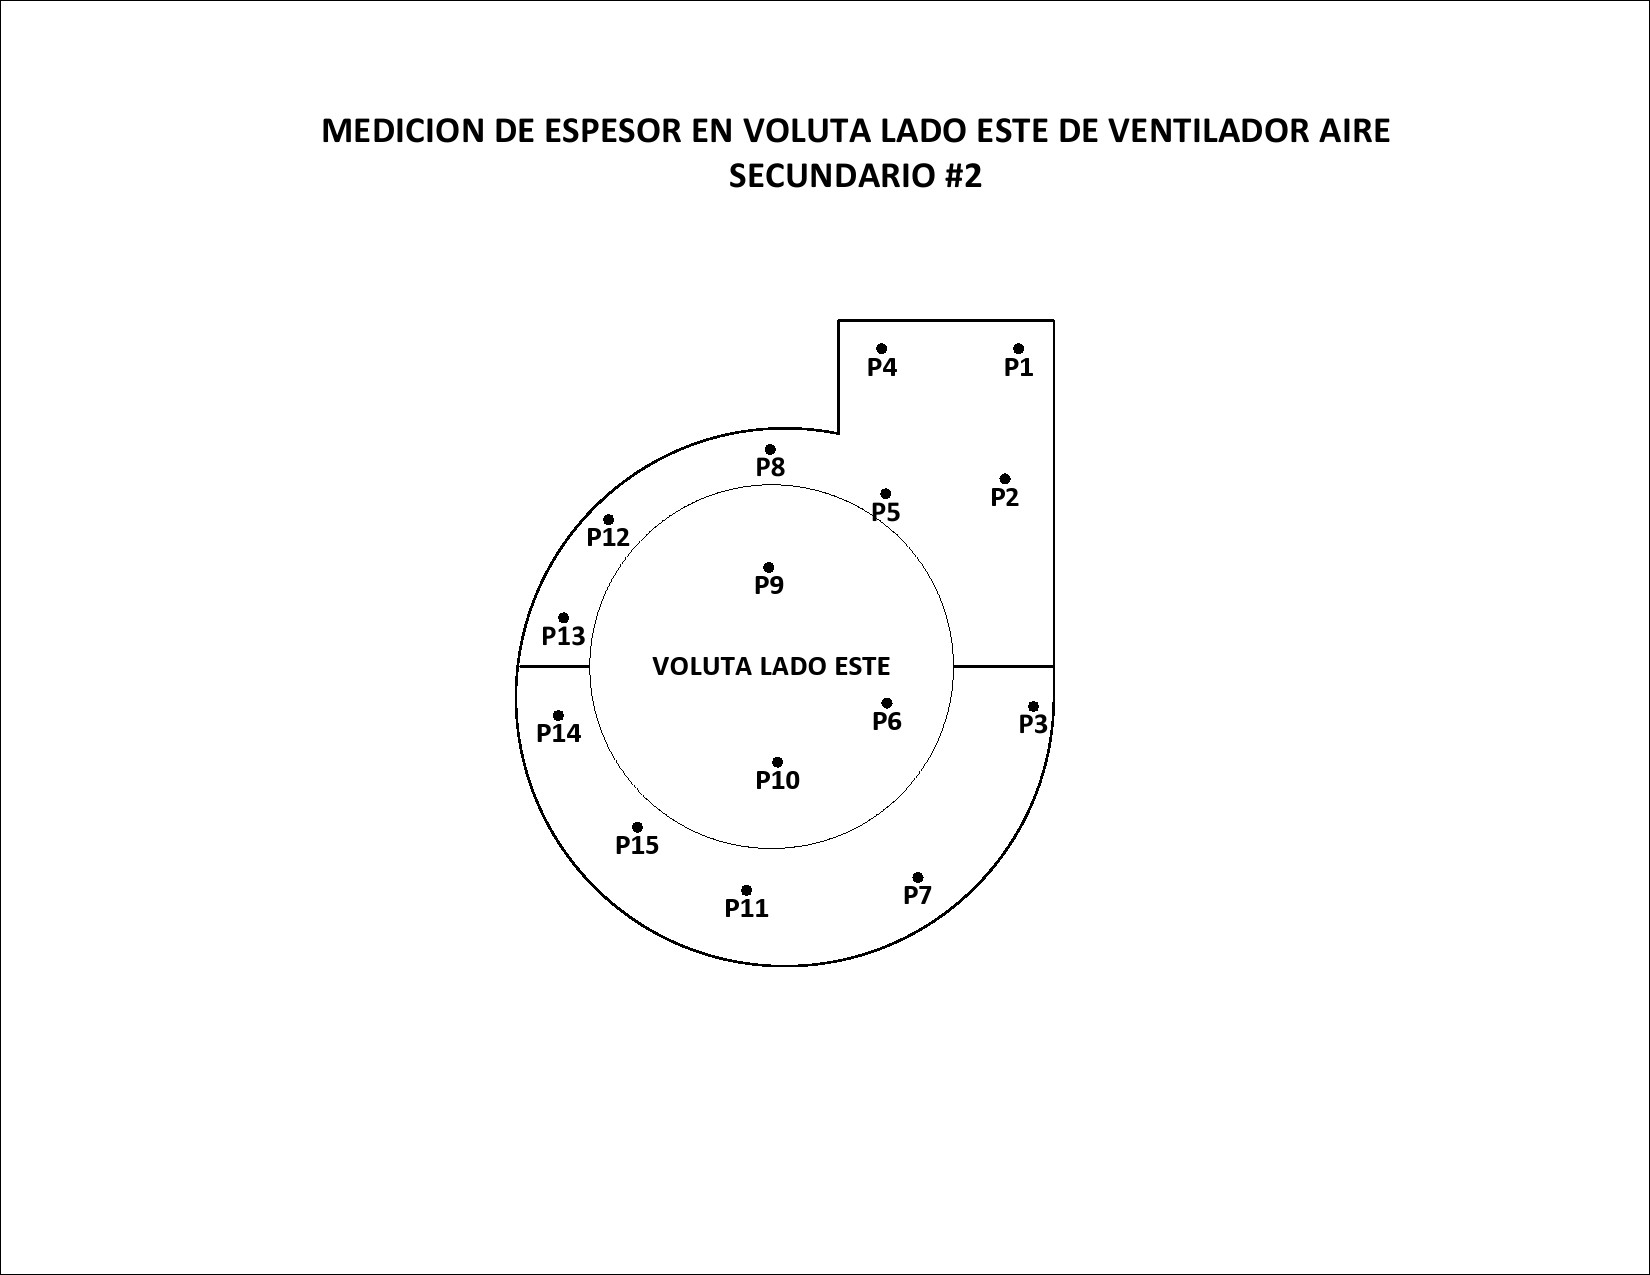 MEDICION DE ESPESOR EN VOLUTA LADO ESTE DE VENTILADOR AIRE
SECUNDARIO #2
P4
P1
P8
P2
P5
P12
P9
P13
VOLUTA LADO ESTE
P6
P3
P14
P10
P15
P7
P11